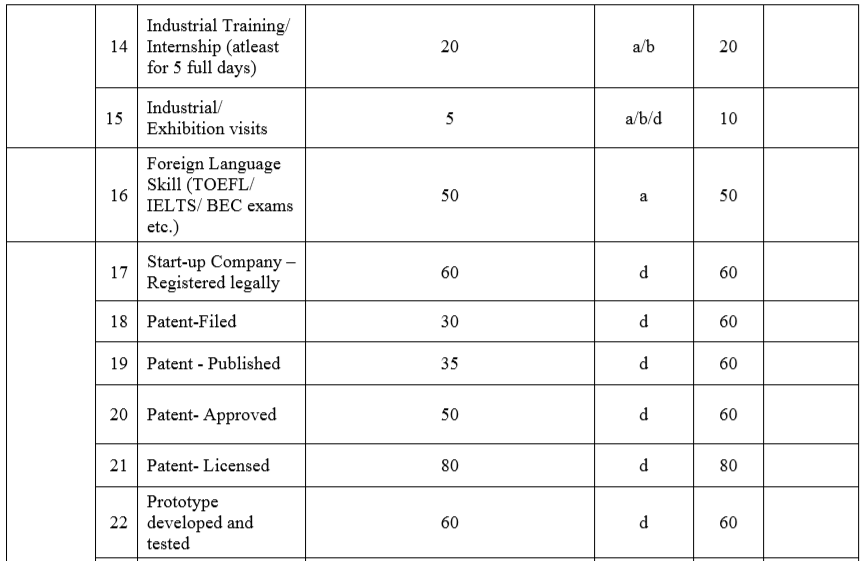 14 Industrial Training/ Internship (atleast for 5 full days) 20 a/b 20
15 Industrial/ Exhibition visits 5 a/b/d 10
16 Foreign Language Skill (TOEFL/ IELTS/ BEC exams etc.) 50 a 50
17 Start-up Company – Registered legally 60 d 60
18 Patent-Filed 30 d 60
19 Patent - Published 35 d 60
20 Patent- Approved 50 d 60
21 Patent- Licensed 80 d 80
22 Prototype developed and tested 60 d 60